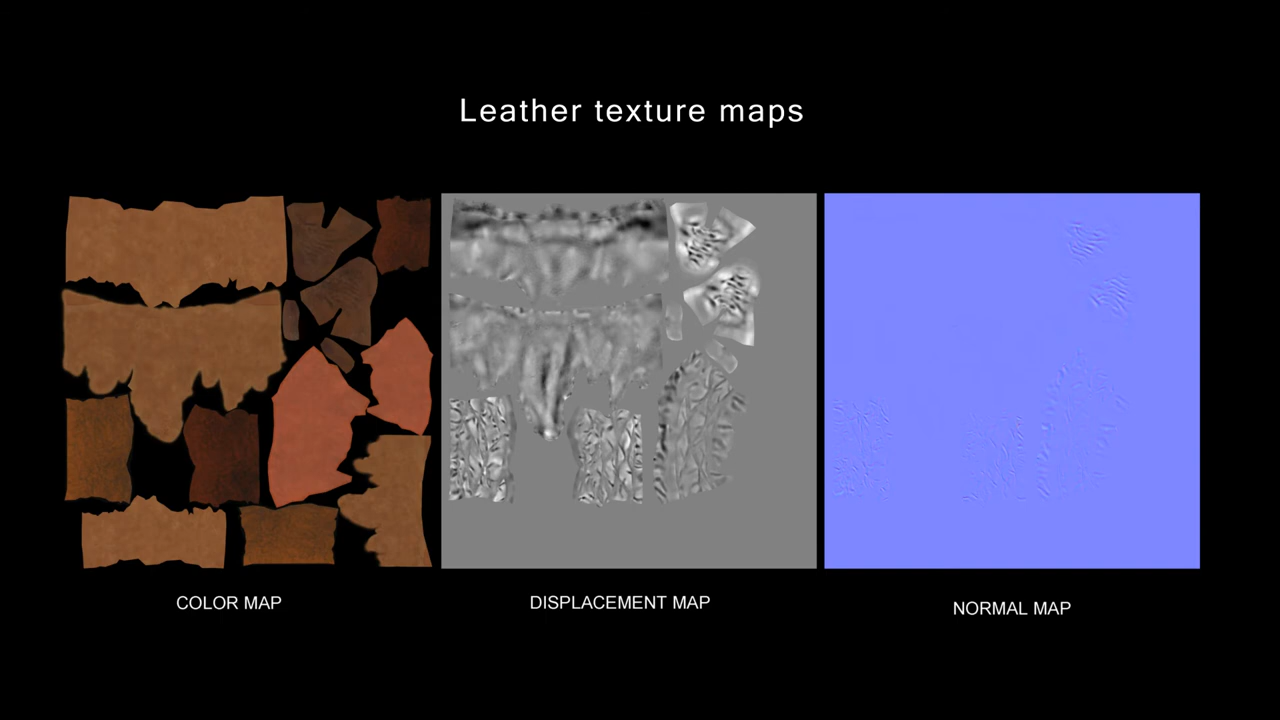 Leather texture maps
COLOR MAP
DISPLACEMENT MAP
NORMAL MAP